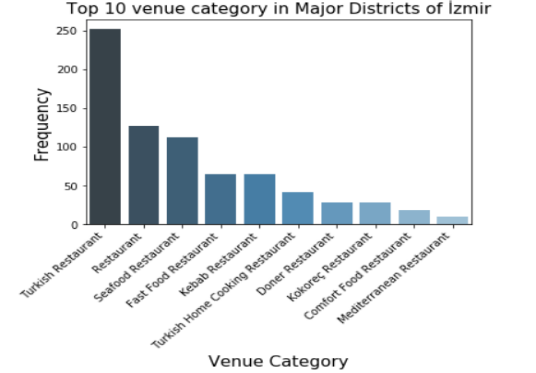 Top 10 venue category in Major Districts of İzmir
Frequency
250
200
150
100
50
0
Turkish Restaurant
Restaurant
Seafood Restaurant
Fast Food Restaurant
Kebab Restaurant
Turkish Home Cooking Restaurant
Doner Restaurant
Kokoreç Restaurant
Comfort Food Restaurant
Mediterranean Restaurant
Venue Category